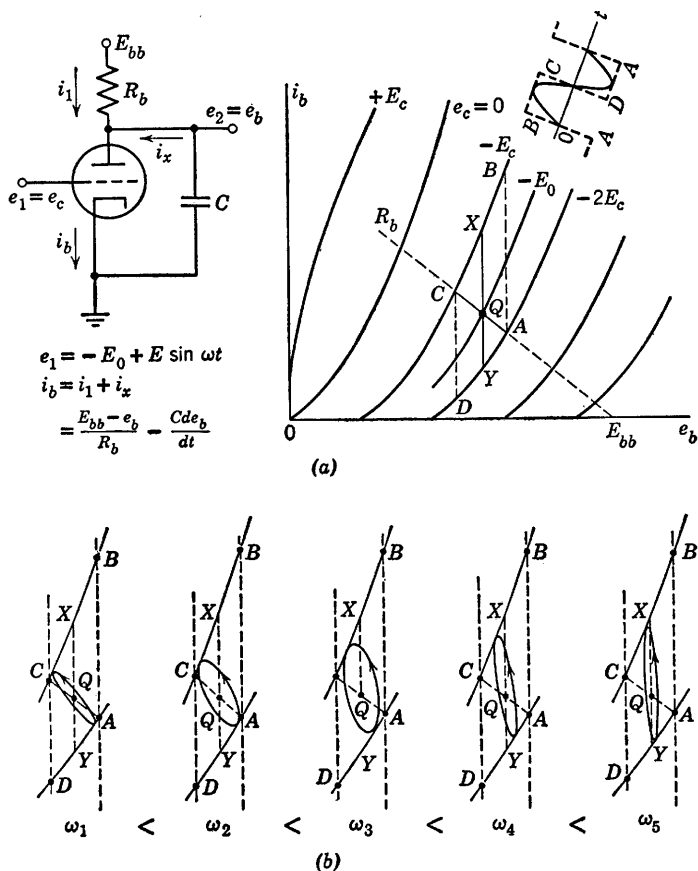 E_bb
i_1
R_b
e_2 = e_b
i_x
e_1 = e_c
C
i_b
e_1 = − E_0 + E sin ωt
i_b = i_1 + i_x
= (E_bb − e_b)/R_b − C de_b/dt
i_b
+E_c
e_c = 0
−E_c
B
−E_0
−2E_c
R_b
X
C
Q
A
Y
D
0
E_bb
e_b
t
C
A
B
D
0
A
(a)
B
X
C
Q
A
Y
D
B
X
C
Q
A
Y
D
B
X
Q
A
Y
D
B
X
C
Q
A
Y
D
B
X
C
Q
A
Y
D
ω_1 < ω_2 < ω_3 < ω_4 < ω_5
(b)